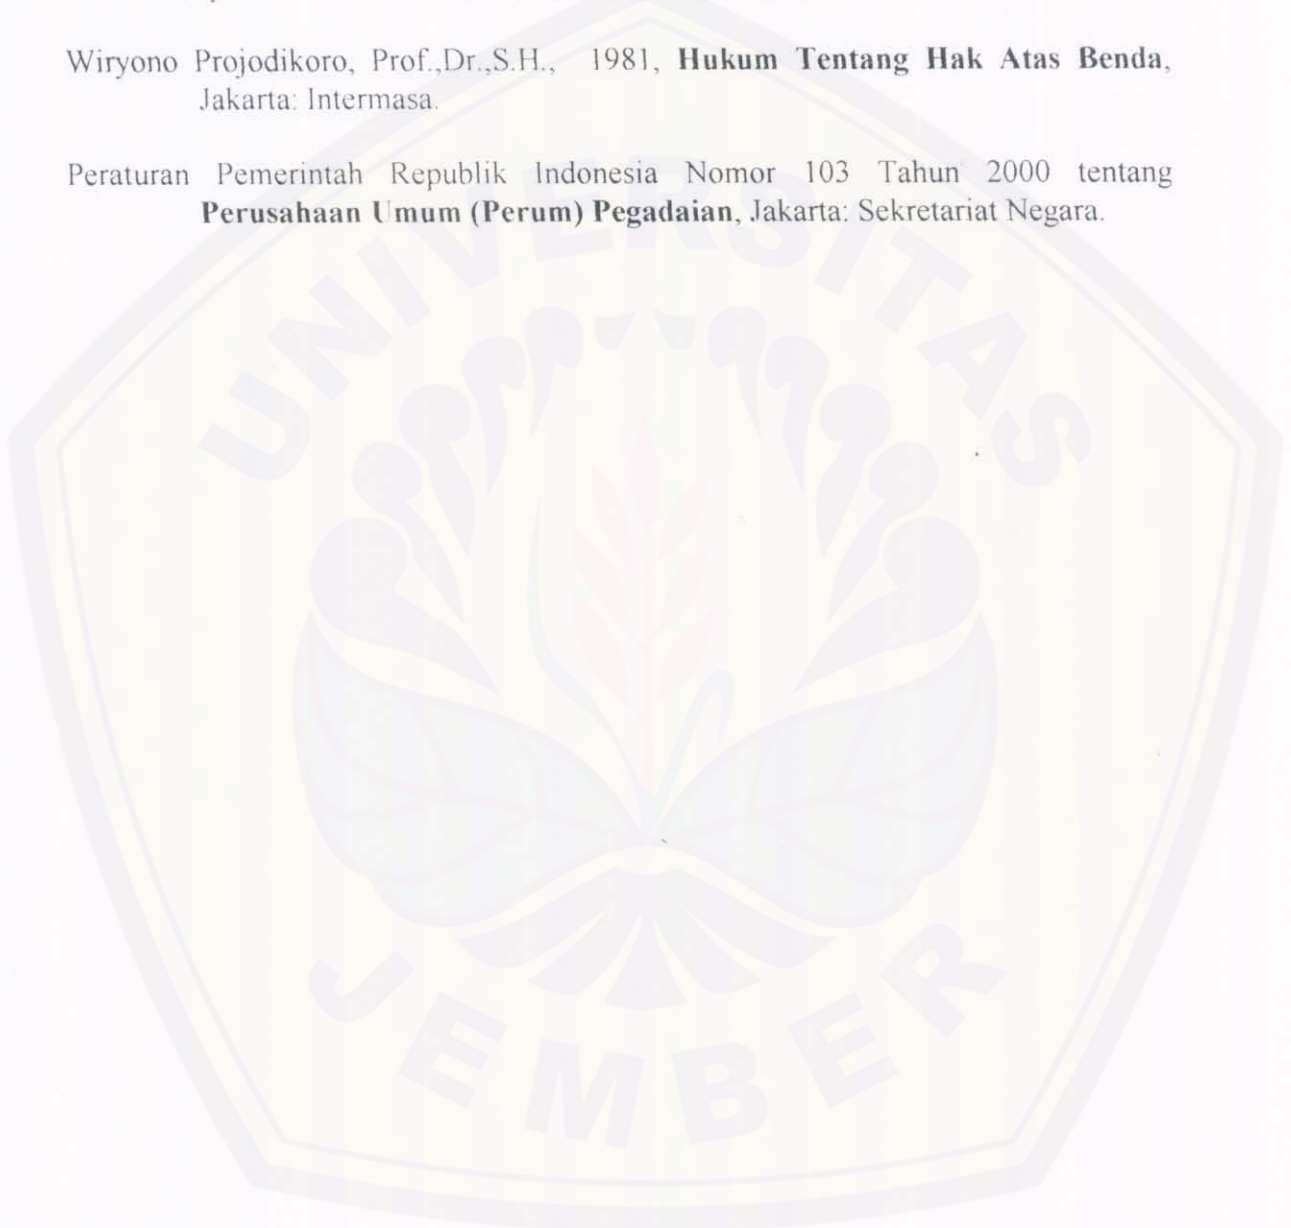 Wiryono Projodikoro, Prof.,Dr.,S.H., 1981, Hukum Tentang Hak Atas Benda,
Jakarta: Intermasa.
Peraturan Pemerintah Republik Indonesia Nomor 103 Tahun 2000 tentang
Perusahaan Umum (Perum) Pegadaian, Jakarta: Sekretariat Negara.
UNIVERSITAS
JEMBER